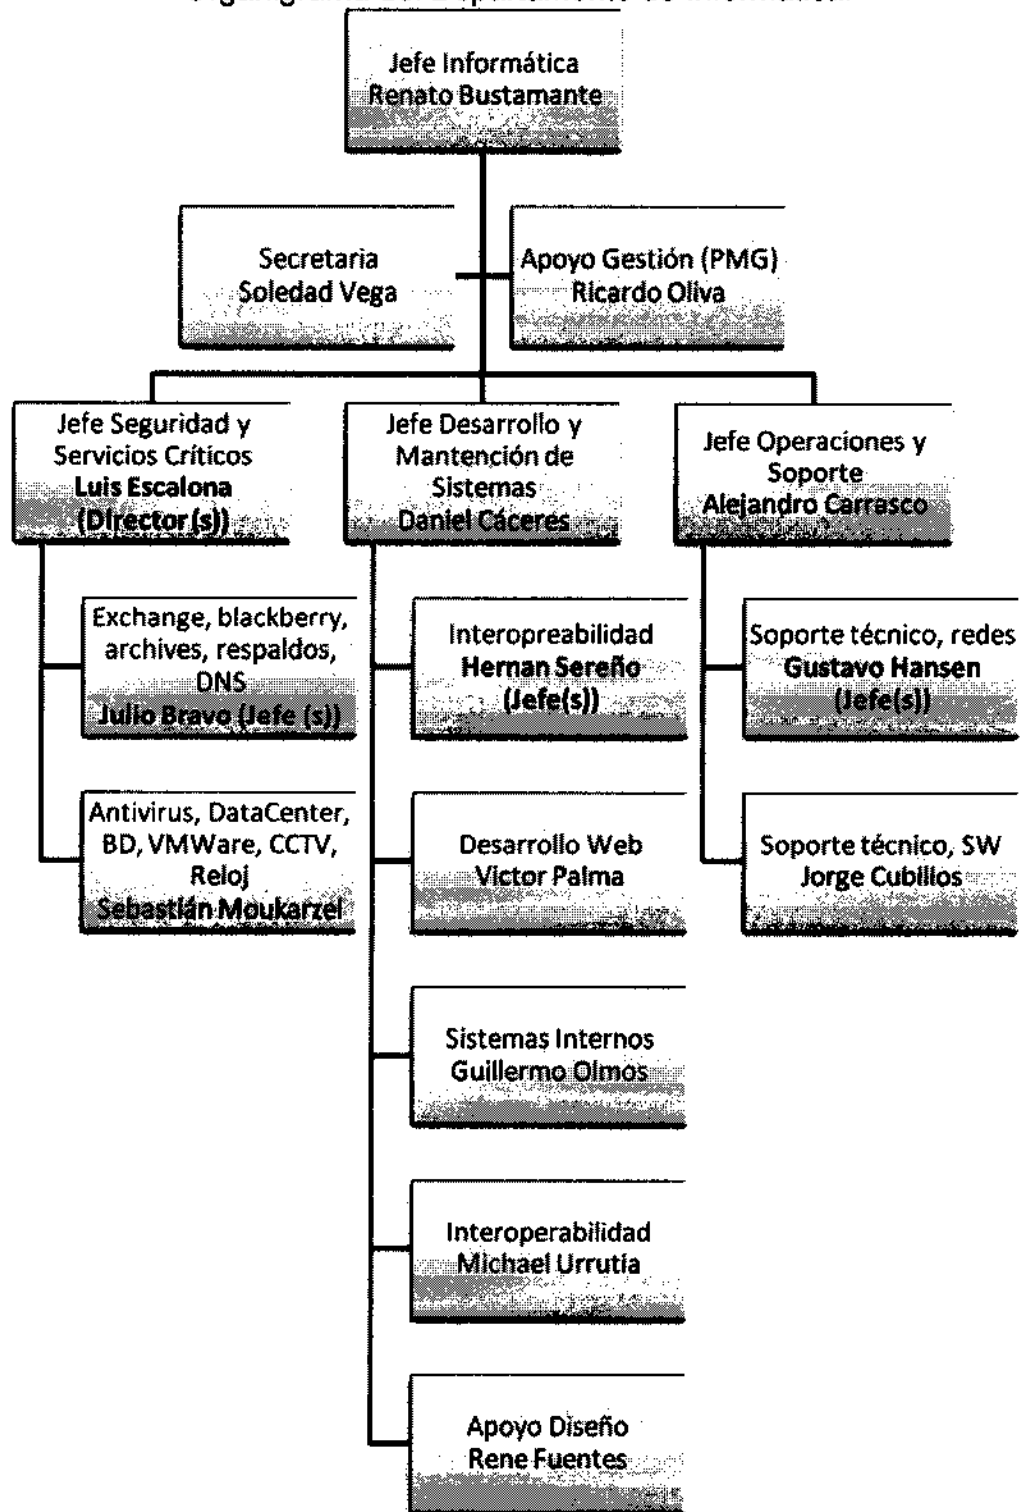 Jefe Informática
Renato Bustamante
Secretaria
Soledad Vega
Apoyo Gestión (PMG)
Ricardo Oliva
Jefe Seguridad y
Servicios Críticos
Luis Escalona
(Director(s))
Jefe Desarrollo y
Mantención de
Sistemas
Daniel Cáceres
Jefe Operaciones y
Soporte
Alejandro Carrasco
Exchange, blackberry,
archives, respaldos,
DNS
Julio Bravo (Jefe (s))
Antivirus, DataCenter,
BD, VMWare, CCTV,
Reloj
Sebastián Moukarzel
Interopreabilidad
Hernan Sereño
(Jefe(s))
Desarrollo Web
Victor Palma
Sistemas Internos
Guillermo Olmos
Interoperabilidad
Michael Urrutia
Apoyo Diseño
Rene Fuentes
Soporte técnico, redes
Gustavo Hansen
(Jefe(s))
Soporte técnico, SW
Jorge Cubillos